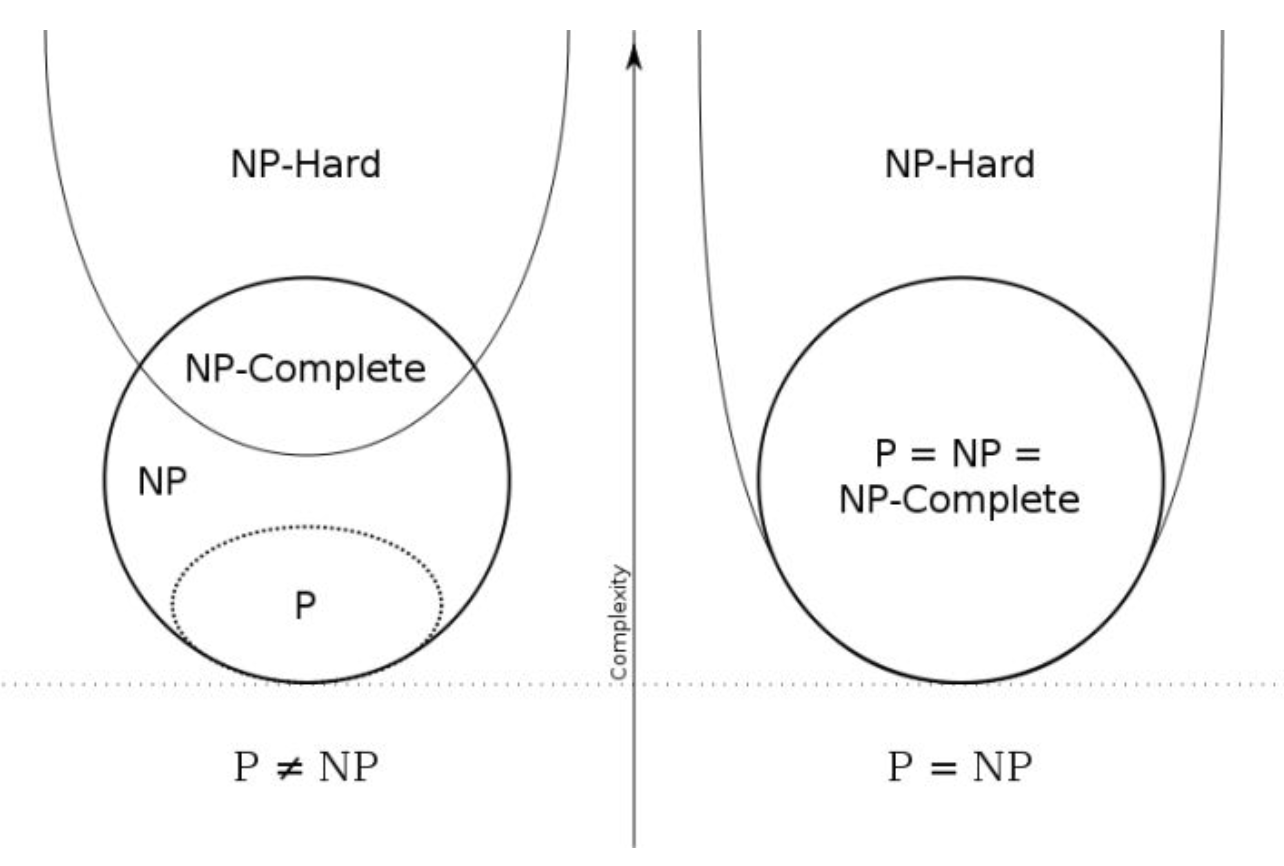 NP-Hard
NP-Complete
NP
P
P ≠ NP
Complexity
NP-Hard
P = NP =
NP-Complete
P = NP